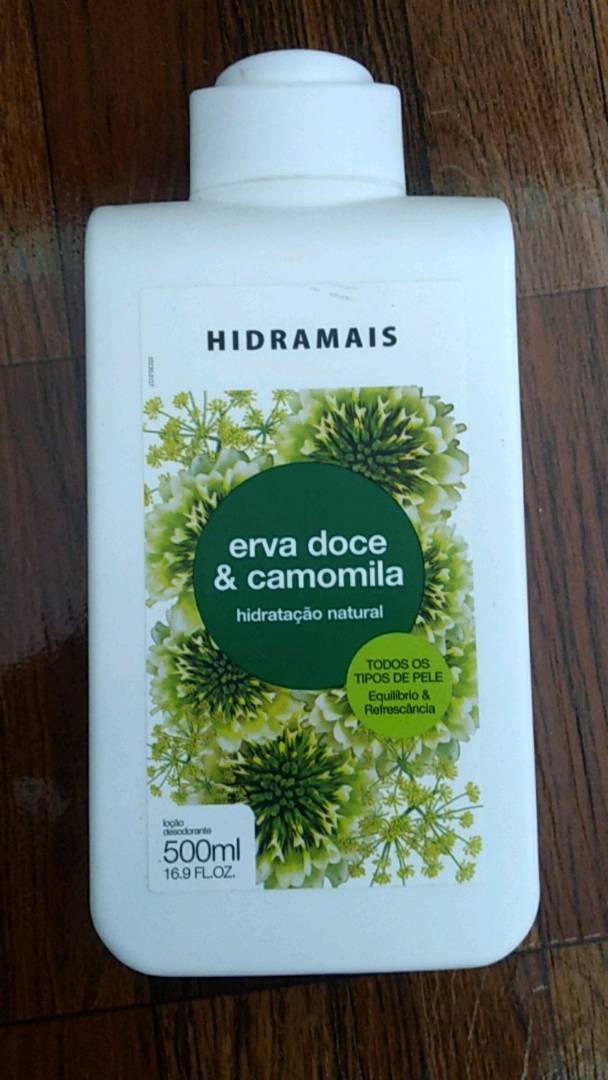 HIDRAMAIS
erva doce
& camomila
hidratação natural
TODOS OS
TIPOS DE PELE
Equilíbrio &
Refrescância
loção
desodorante
500ml
16.9 FL.OZ.